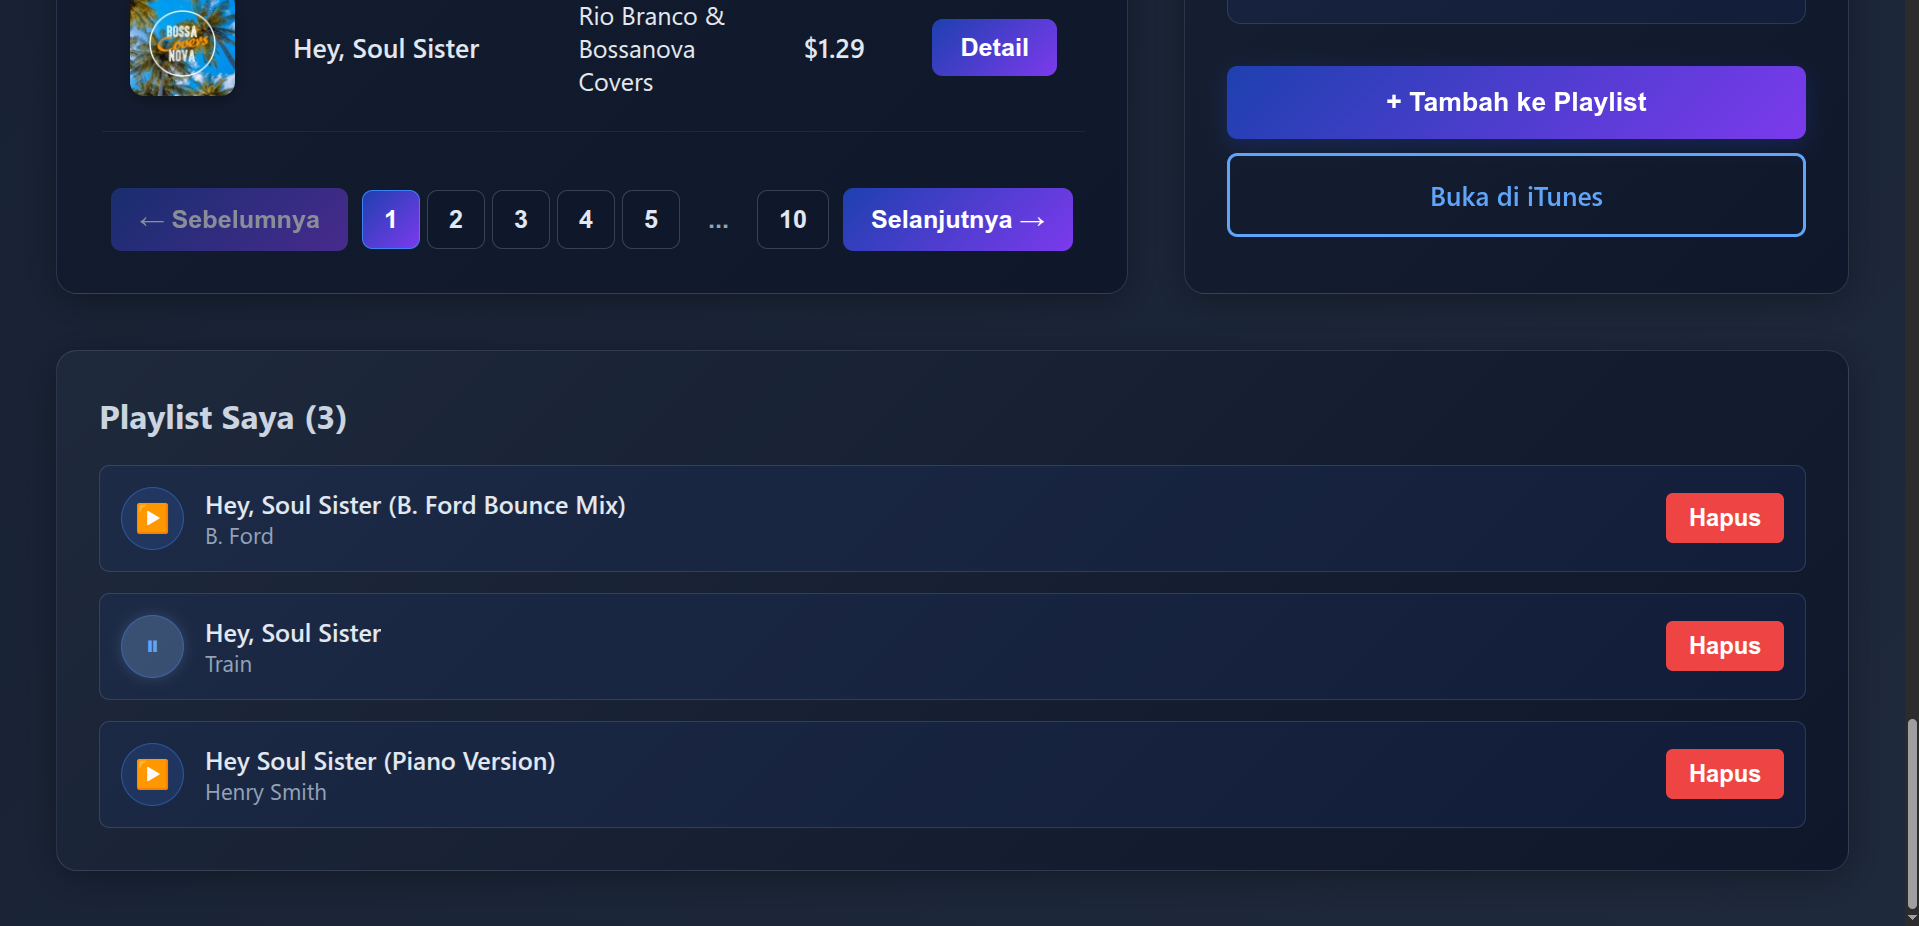 BOSSA
Covers
NOVA
Hey, Soul Sister
Rio Branco &
Bossanova
Covers
$1.29
Detail
← Sebelumnya
1
2
3
4
5
...
10
Selanjutnya →
+ Tambah ke Playlist
Buka di iTunes
Playlist Saya (3)
Hey, Soul Sister (B. Ford Bounce Mix)
B. Ford
Hapus
Hey, Soul Sister
Train
Hapus
Hey Soul Sister (Piano Version)
Henry Smith
Hapus